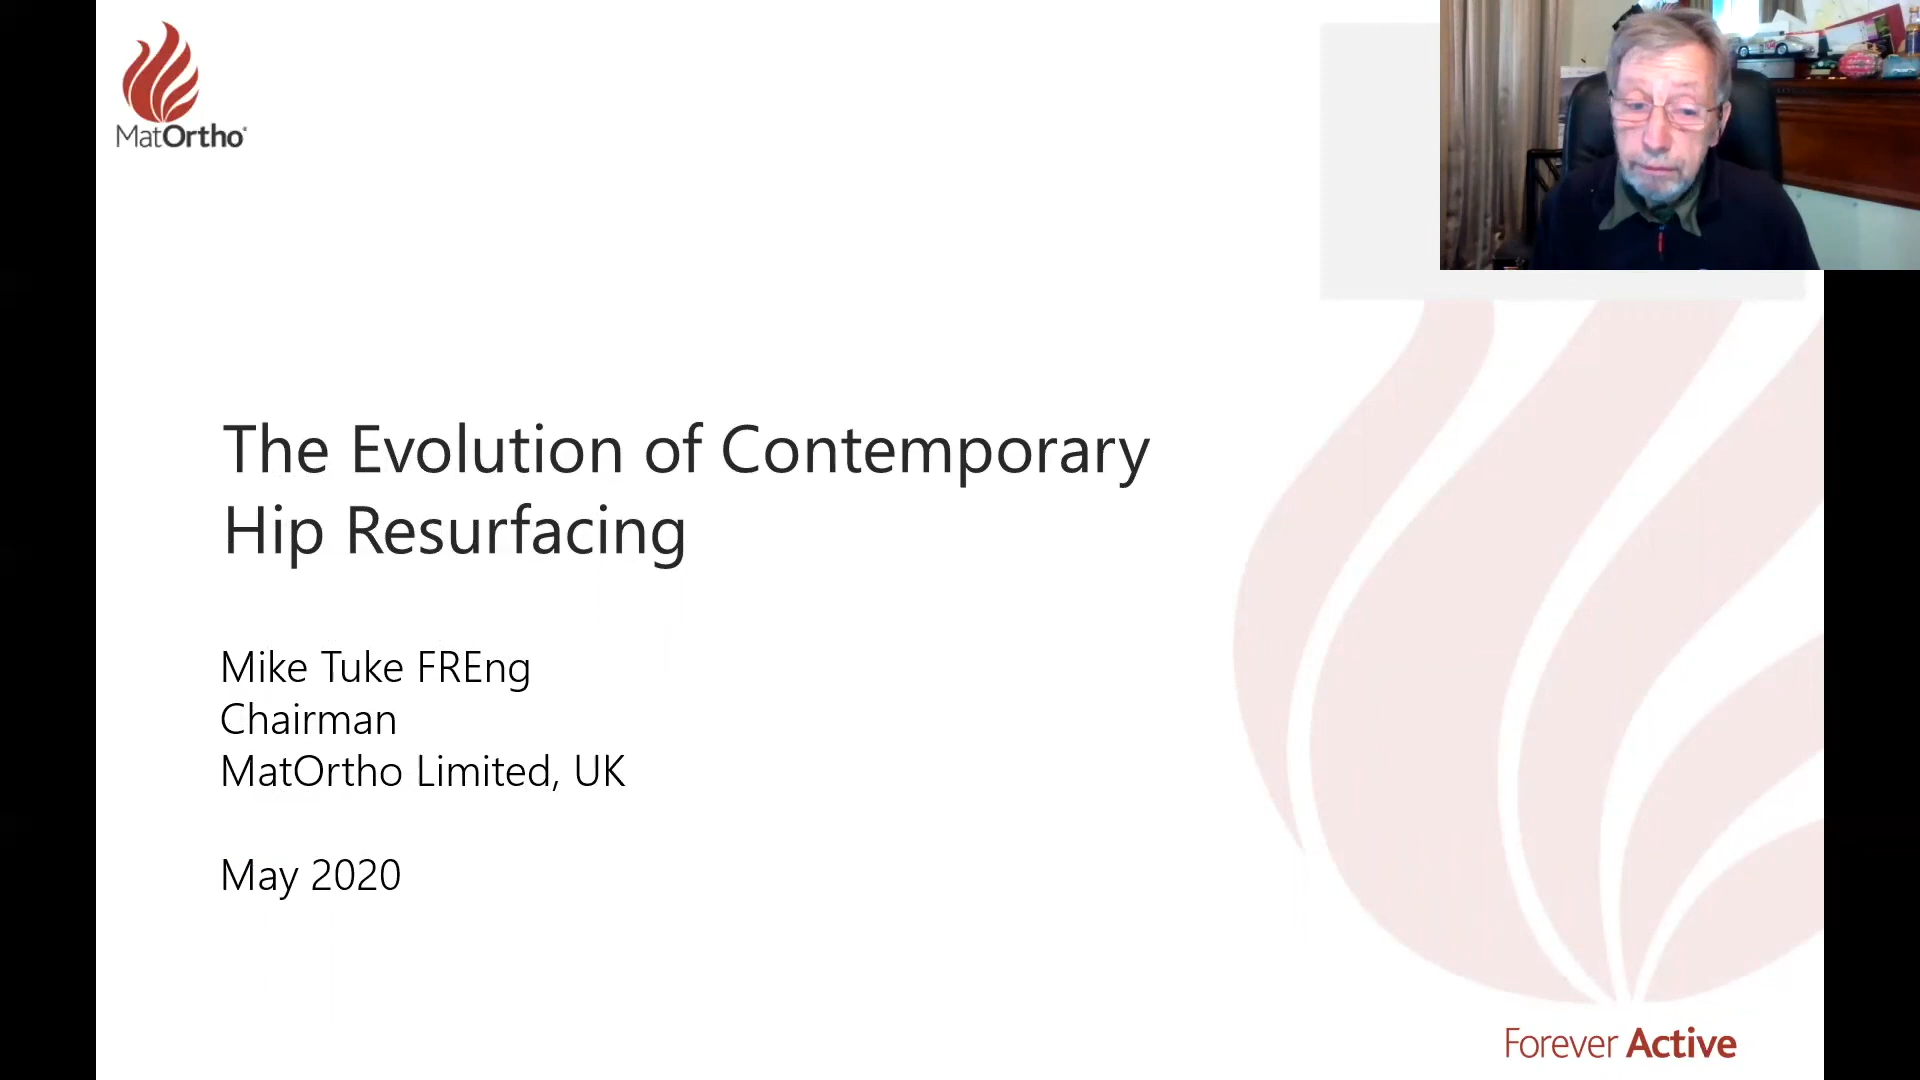 MatOrtho
The Evolution of Contemporary
Hip Resurfacing
Mike Tuke FREng
Chairman
MatOrtho Limited, UK
May 2020
Forever Active